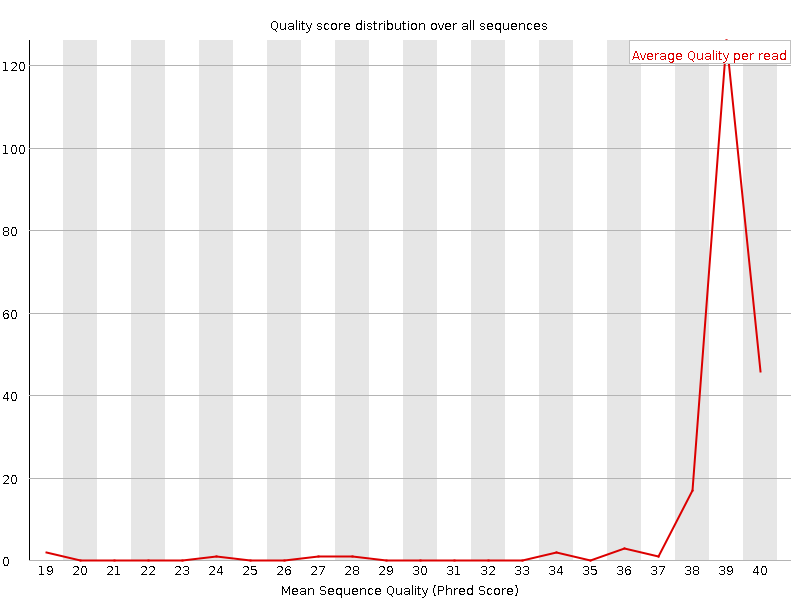 Quality score distribution over all sequences
Average Quality per read
120
100
80
60
40
20
0
19 20 21 22 23 24 25 26 27 28 29 30 31 32 33 34 35 36 37 38 39 40
Mean Sequence Quality (Phred Score)